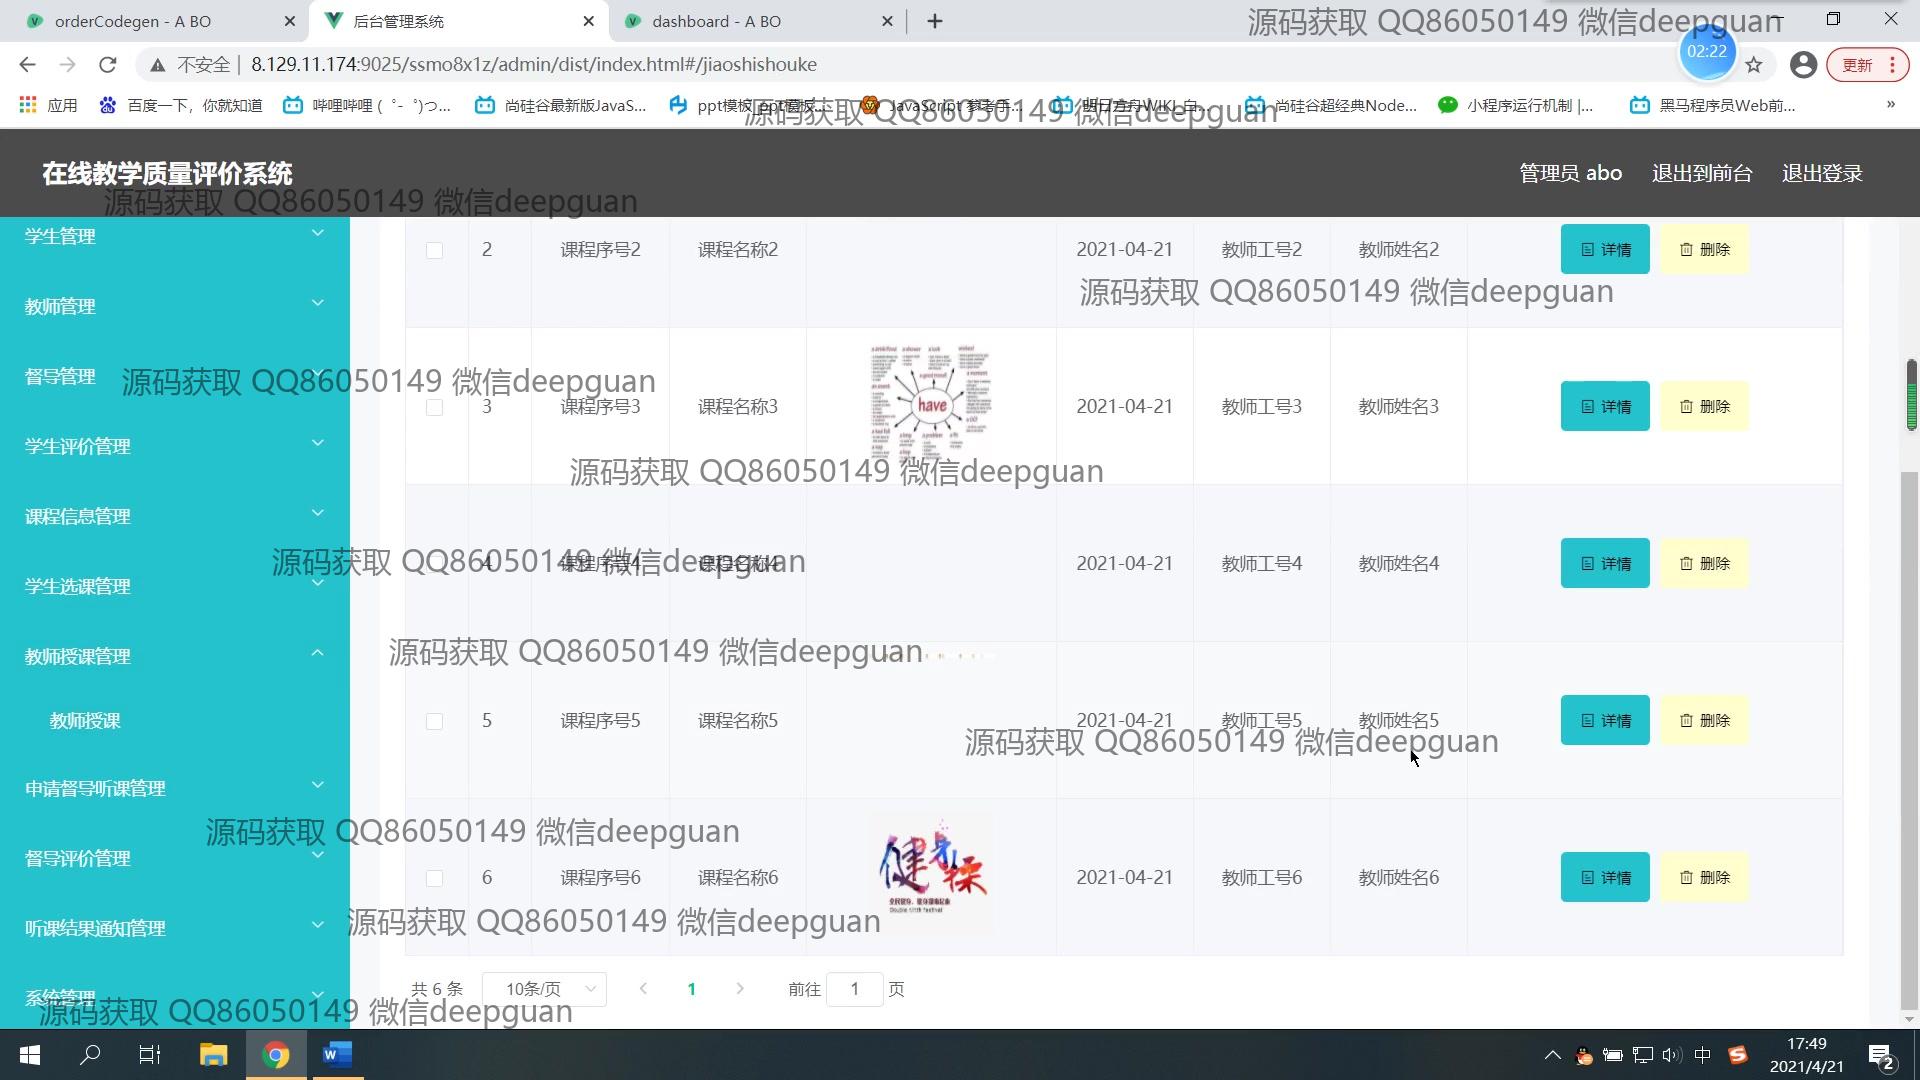 orderCodegen - A BO
后台管理系统
dashboard - A BO
源码获取 QQ86050149 微信deepguan
02:22
不安全 | 8.129.11.174:9025/ssmo8x1z/admin/dist/index.html#/jiaoshishouke
更新
应用
百度一下，你就知道
哔哩哔哩 ( ゜- ゜)つ...
尚硅谷最新版JavaS...
ppt模板_ppt模板...
JavaScript 参考手...
明日方舟WIKI_自...
尚硅谷超经典Node...
小程序运行机制 |...
黑马程序员Web前...
»
源码获取 QQ86050149 微信deepguan
在线教学质量评价系统
管理员 abo
退出到前台
退出登录
源码获取 QQ86050149 微信deepguan
学生管理
2 课程序号2 课程名称2 2021-04-21 教师工号2 教师姓名2 详情 删除
源码获取 QQ86050149 微信deepguan
教师管理
督导管理
源码获取 QQ86050149 微信deepguan
3 课程序号3 课程名称3 have 2021-04-21 教师工号3 教师姓名3 详情 删除
学生评价管理
源码获取 QQ86050149 微信deepguan
课程信息管理
源码获取 QQ86050149 微信deepguan
4 课程序号4 课程名称4 2021-04-21 教师工号4 教师姓名4 详情 删除
学生选课管理
教师授课管理
源码获取 QQ86050149 微信deepguan
教师授课
5 课程序号5 课程名称5 2021-04-21 教师工号5 教师姓名5 详情 删除
源码获取 QQ86050149 微信deepguan
申请督导听课管理
源码获取 QQ86050149 微信deepguan
督导评价管理
健身操
6 课程序号6 课程名称6 2021-04-21 教师工号6 教师姓名6 详情 删除
听课结果通知管理
源码获取 QQ86050149 微信deepguan
系统管理
共 6 条 10条/页 1 前往 1 页
源码获取 QQ86050149 微信deepguan
中
17:49
2021/4/21
2